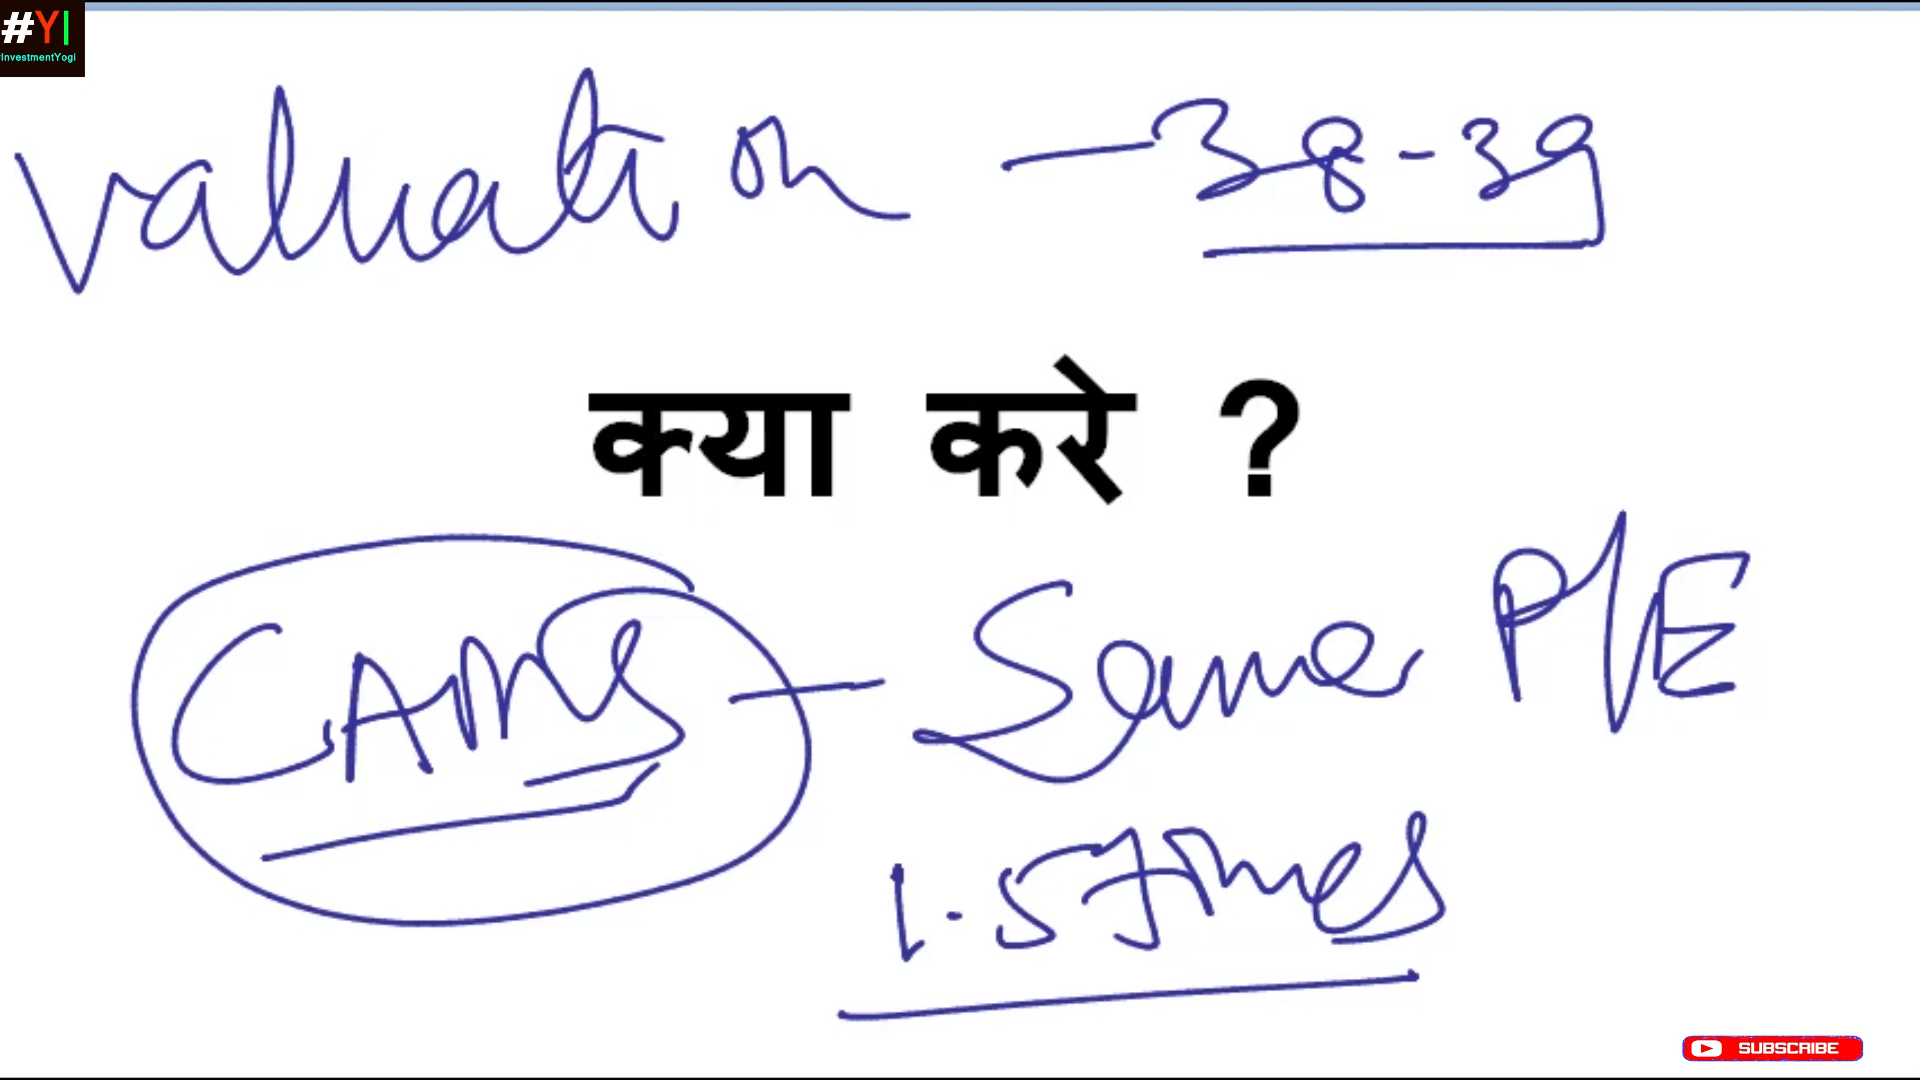 #YI
InvestmentYogi
Valuation - 38-39
क्या करे ?
CAMS - Same P/E
1.5 times
SUBSCRIBE